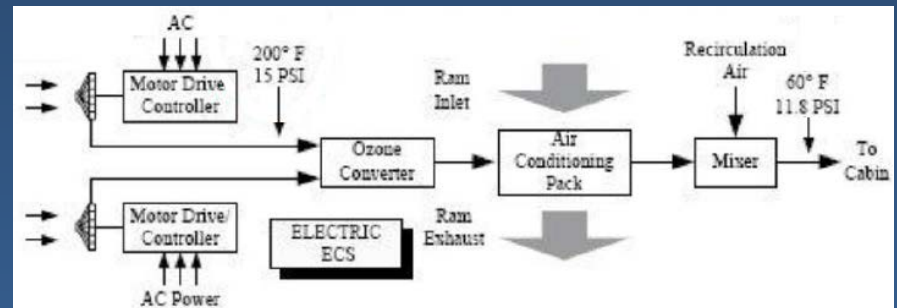 AC
Motor Drive
Controller
200° F
15 PSI
Ram
Inlet
Recirculation
Air
60° F
11.8 PSI
Ozone
Converter
Air
Conditioning
Pack
Mixer
To
Cabin
Motor Drive/
Controller
ELECTRIC
ECS
Ram
Exhaust
AC Power